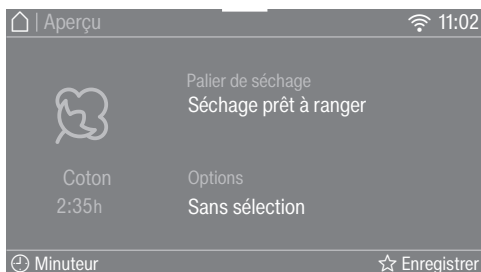 | Aperçu
11:02
Palier de séchage
Séchage prêt à ranger
Coton
2:35h
Options
Sans sélection
Minuteur
Enregistrer